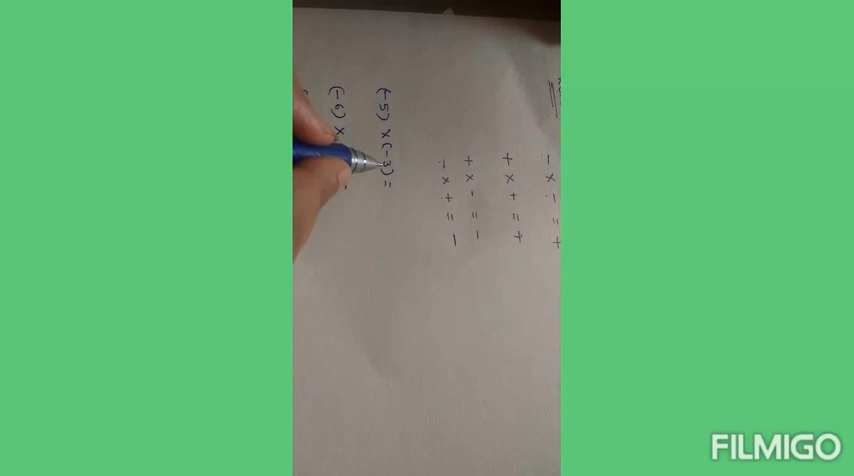 - x - = +
+ x + = +
+ x - = -
- x + = -
(-5) x (-3) =
(-6) x
FILMIGO